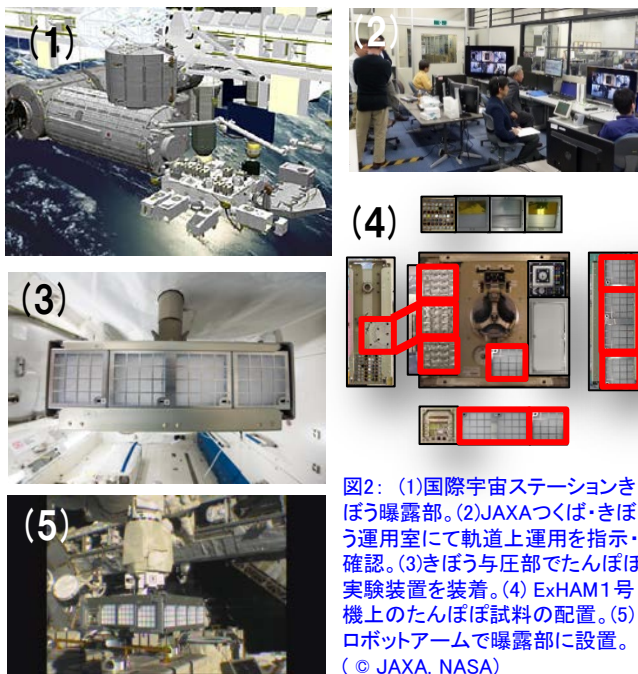 (1)
(2)
(3)
(4)
(5)
図2： (1)国際宇宙ステーションき
ぼう曝露部。(2)JAXAつくば・きぼ
う運用室にて軌道上運用を指示・
確認。(3)きぼう与圧部でたんぽぽ
実験装置を装着。(4) ExHAM１号
機上のたんぽぽ試料の配置。(5)
ロボットアームで曝露部に設置。
( © JAXA, NASA)